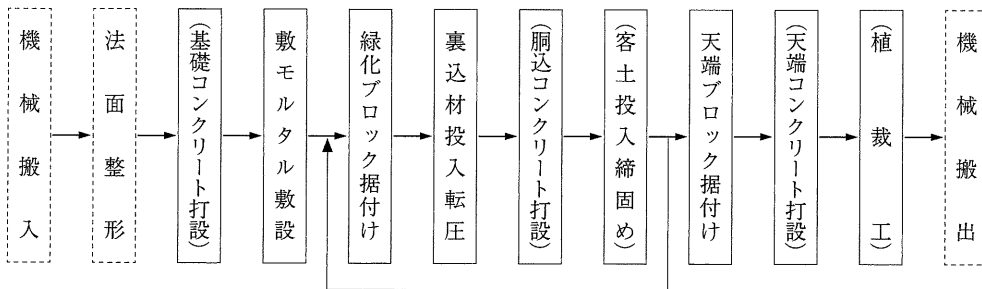 機械搬入
法面整形
(基礎コンクリート打設)
敷モルタル敷設
緑化ブロック据付け
裏込材投入転圧
(胴込コンクリート打設)
(客土投入締固め)
天端ブロック据付け
(天端コンクリート打設)
(植裁工)
機械搬出